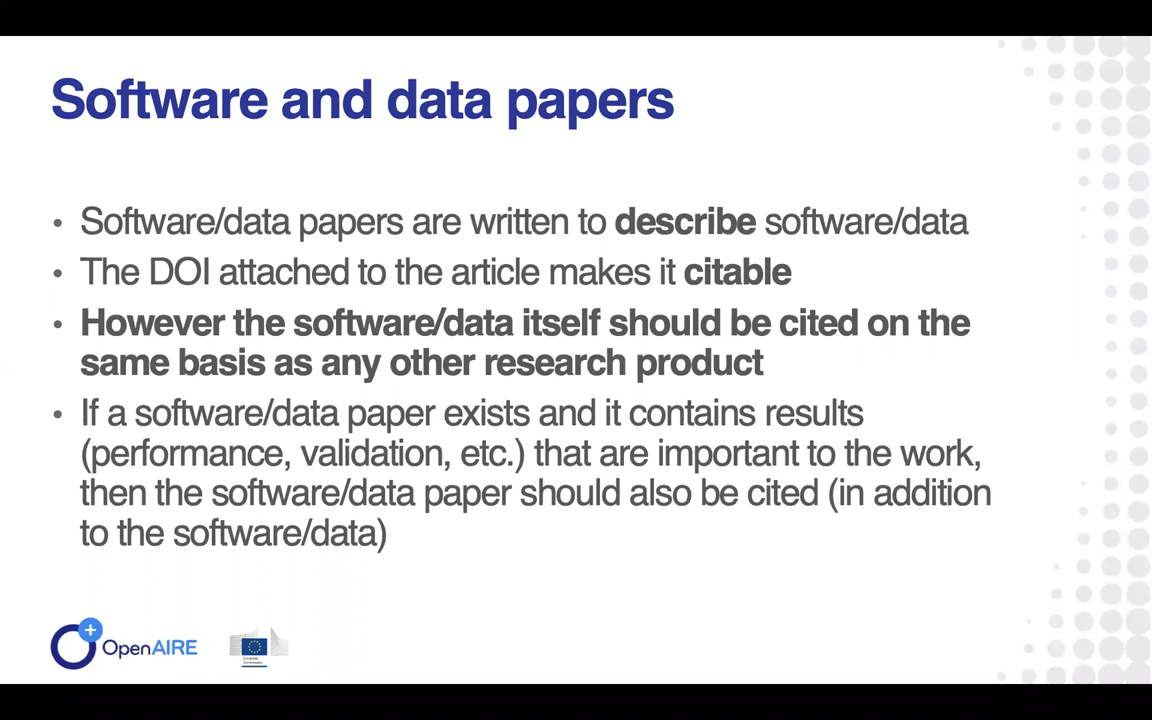 Software and data papers
• Software/data papers are written to describe software/data
• The DOI attached to the article makes it citable
• However the software/data itself should be cited on the
same basis as any other research product
• If a software/data paper exists and it contains results
(performance, validation, etc.) that are important to the work,
then the software/data paper should also be cited (in addition
to the software/data)
OpenAIRE
European
Commission